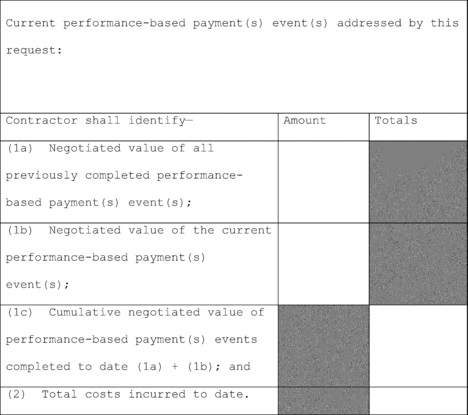 Current performance-based payment(s) event(s) addressed by this
request:
Contractor shall identify— Amount Totals
(1a) Negotiated value of all
previously completed performance-
based payment(s) event(s);
(1b) Negotiated value of the current
performance-based payment(s)
event(s);
(1c) Cumulative negotiated value of
performance-based payment(s) events
completed to date (1a) + (1b); and
(2) Total costs incurred to date.